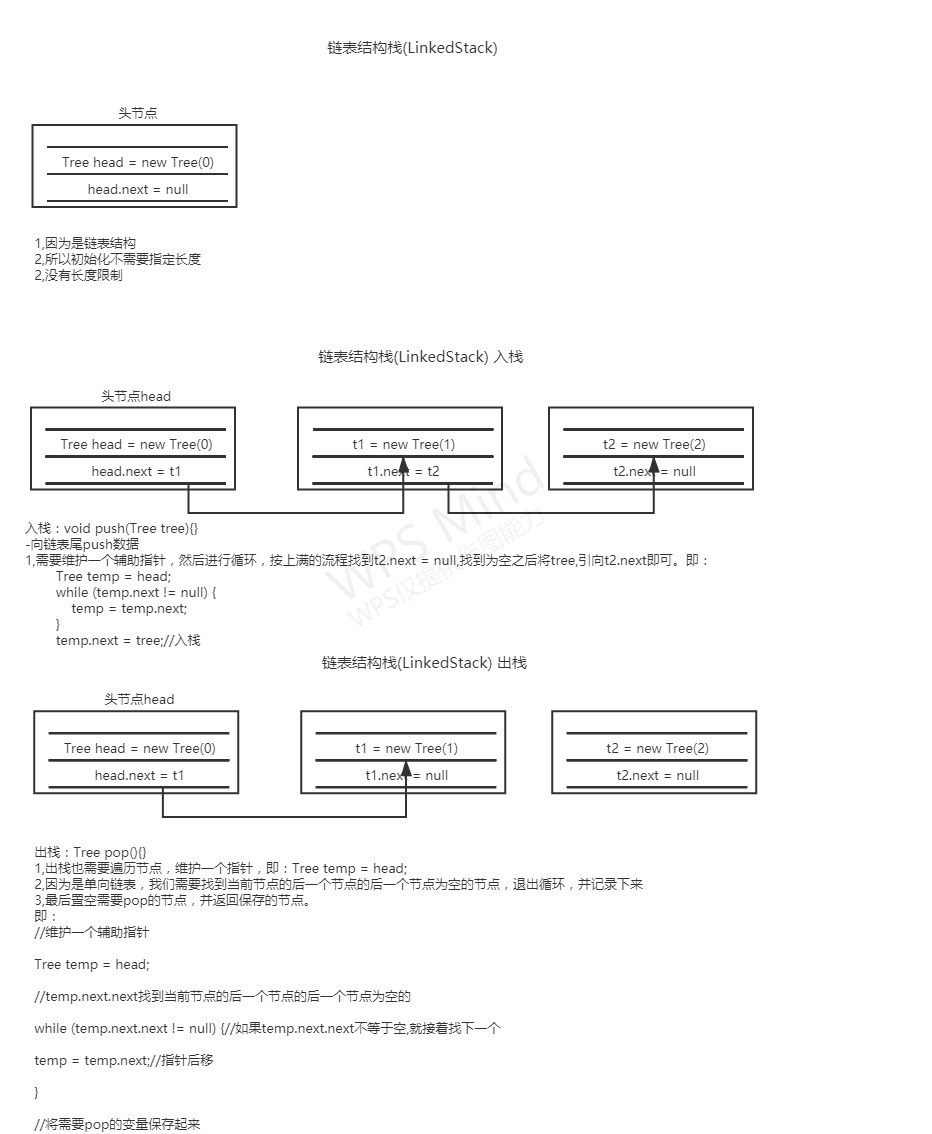 链表结构栈(LinkedStack)
头节点
Tree head = new Tree(0)
head.next = null
1,因为是链表结构
2,所以初始化不需要指定长度
2,没有长度限制
链表结构栈(LinkedStack) 入栈
头节点head
Tree head = new Tree(0)
head.next = t1
t1 = new Tree(1)
t1.next = t2
t2 = new Tree(2)
t2.next = null
入栈：void push(Tree tree){}
-向链表尾push数据
1,需要维护一个辅助指针，然后进行循环，按上满的流程找到t2.next = null,找到为空之后将tree,引向t2.next即可。即：
Tree temp = head;
while (temp.next != null) {
temp = temp.next;
}
temp.next = tree;//入栈
WPS Mind
链表结构栈(LinkedStack) 出栈
头节点head
Tree head = new Tree(0)
head.next = t1
t1 = new Tree(1)
t1.next = null
t2 = new Tree(2)
t2.next = null
出栈：Tree pop(){}
1,出栈也需要遍历节点，维护一个指针，即：Tree temp = head;
2,因为是单向链表，我们需要找到当前节点的后一个节点的后一个节点为空的节点，退出循环，并记录下来
3,最后置空需要pop的节点，并返回保存的节点。
即：
//维护一个辅助指针
Tree temp = head;
//temp.next.next找到当前节点的后一个节点的后一个节点为空的
while (temp.next.next != null) {//如果temp.next.next不等于空,就接着找下一个
temp = temp.next;//指针后移
}
//将需要pop的变量保存起来